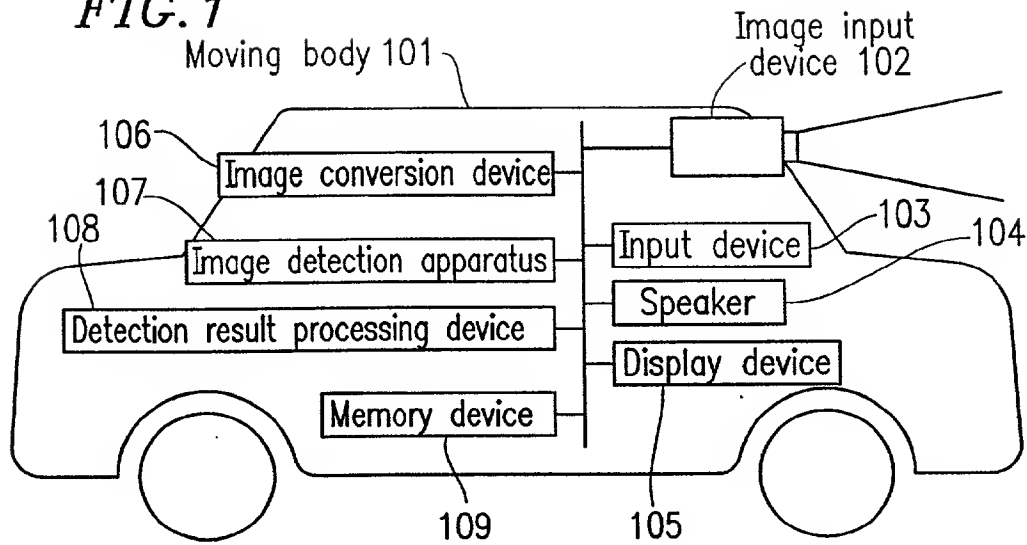 FIG. 1
Moving body 101
Image input
device 102
106
Image conversion device
107
Image detection apparatus
108
Detection result processing device
Memory device
109
Input device
103
Speaker
104
Display device
105